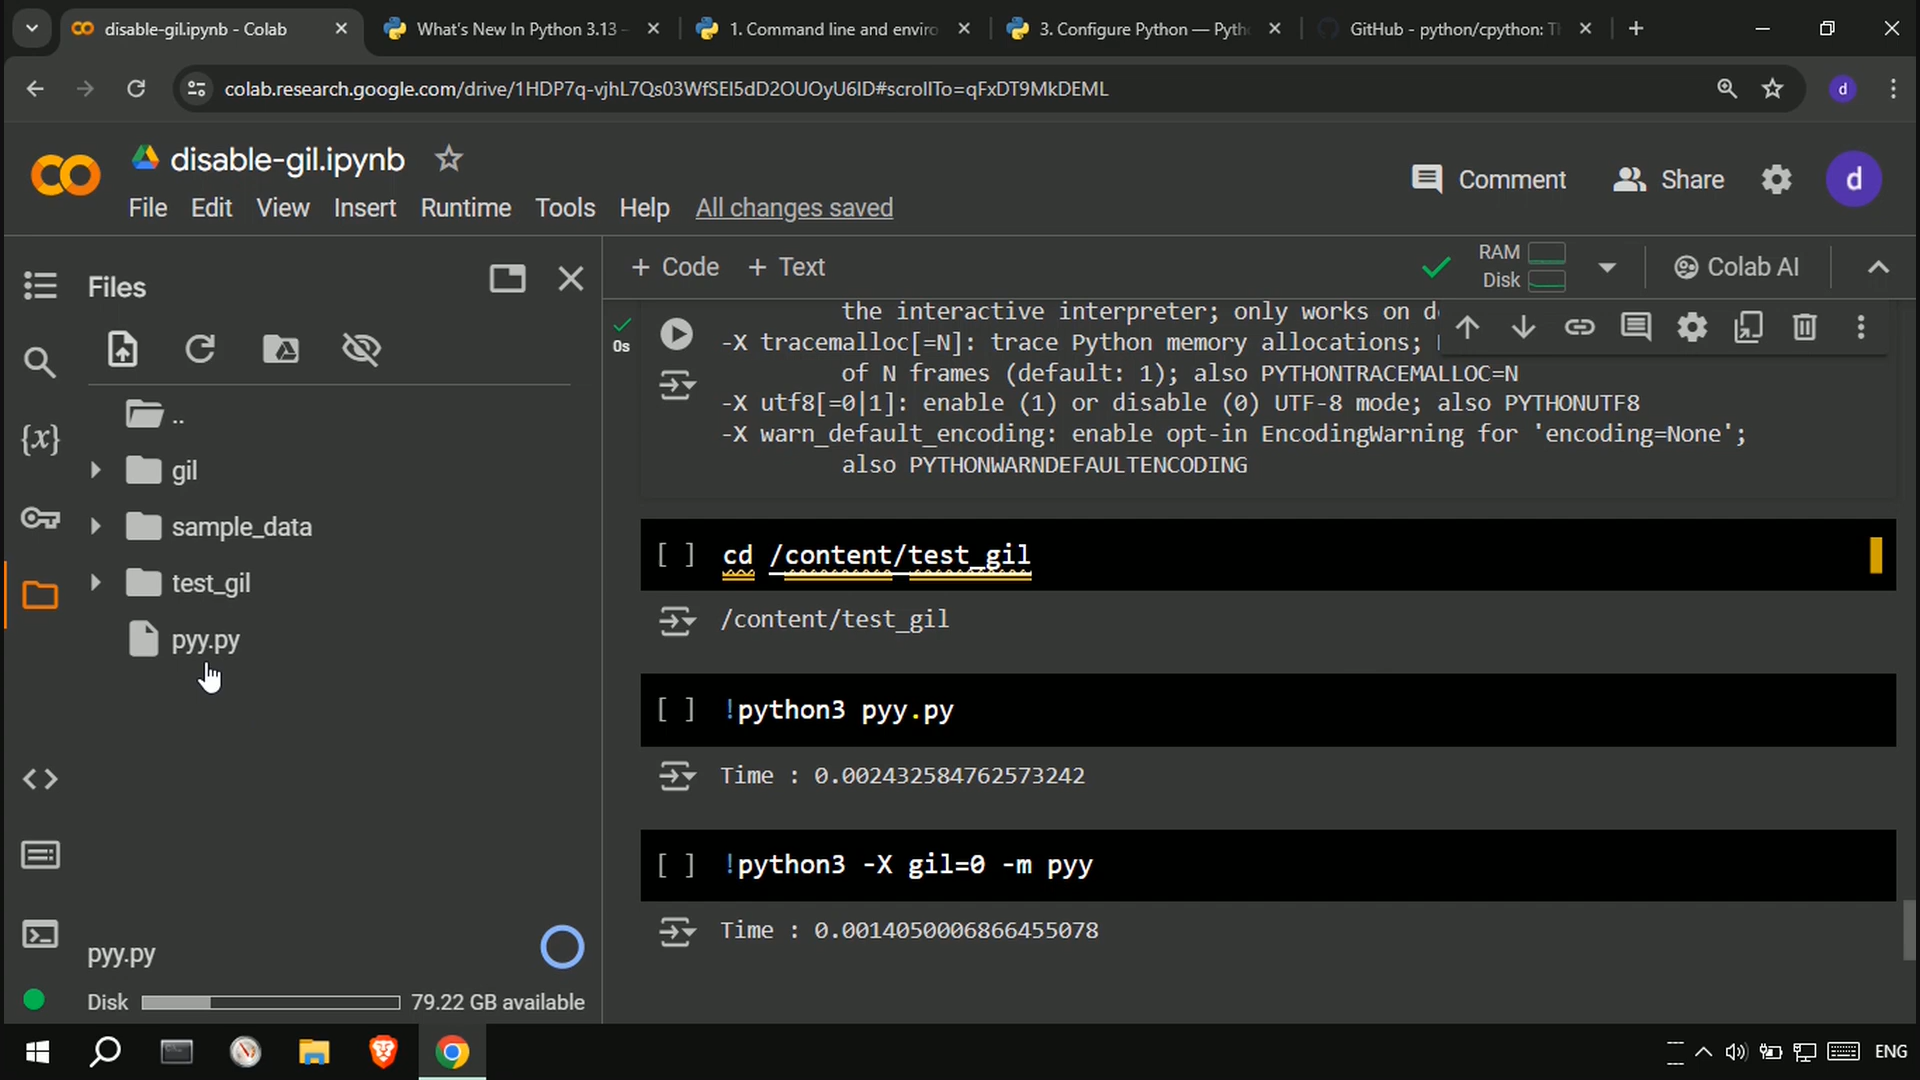 disable-gil.ipynb - Colab
What's New In Python 3.13
1. Command line and enviro
3. Configure Python — Pyth
GitHub - python/cpython: Th
colab.research.google.com/drive/1HDP7q-vjhL7Qs03WfSEl5dD2OUOyU6lD#scrollTo=qFxDT9MkDEML
d
disable-gil.ipynb
Comment
Share
d
File Edit View Insert Runtime Tools Help All changes saved
Files
+ Code + Text
RAM
Disk
Colab AI
..
gil
sample_data
test_gil
pyy.py
0s
the interactive interpreter; only works on d
-X tracemalloc[=N]: trace Python memory allocations;
of N frames (default: 1); also PYTHONTRACEMALLOC=N
-X utf8[=0|1]: enable (1) or disable (0) UTF-8 mode; also PYTHONUTF8
-X warn_default_encoding: enable opt-in EncodingWarning for 'encoding=None';
also PYTHONWARNDEFAULTENCODING
[ ] cd /content/test_gil
/content/test_gil
[ ] !python3 pyy.py
Time : 0.002432584762573242
[ ] !python3 -X gil=0 -m pyy
Time : 0.0014050006866455078
{x}
pyy.py
Disk 79.22 GB available
ENG